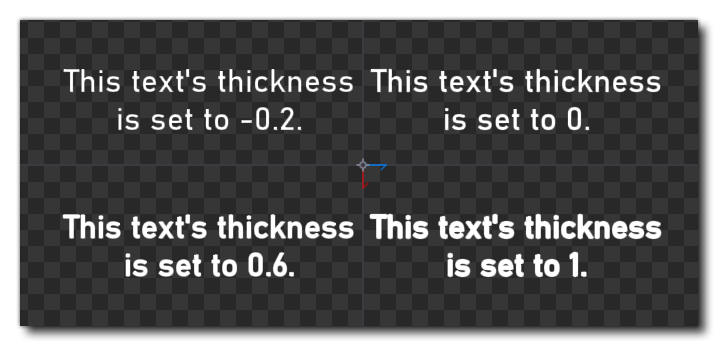 This text's thickness
is set to -0.2.
This text's thickness
is set to 0.
This text's thickness
is set to 0.6.
This text's thickness
is set to 1.